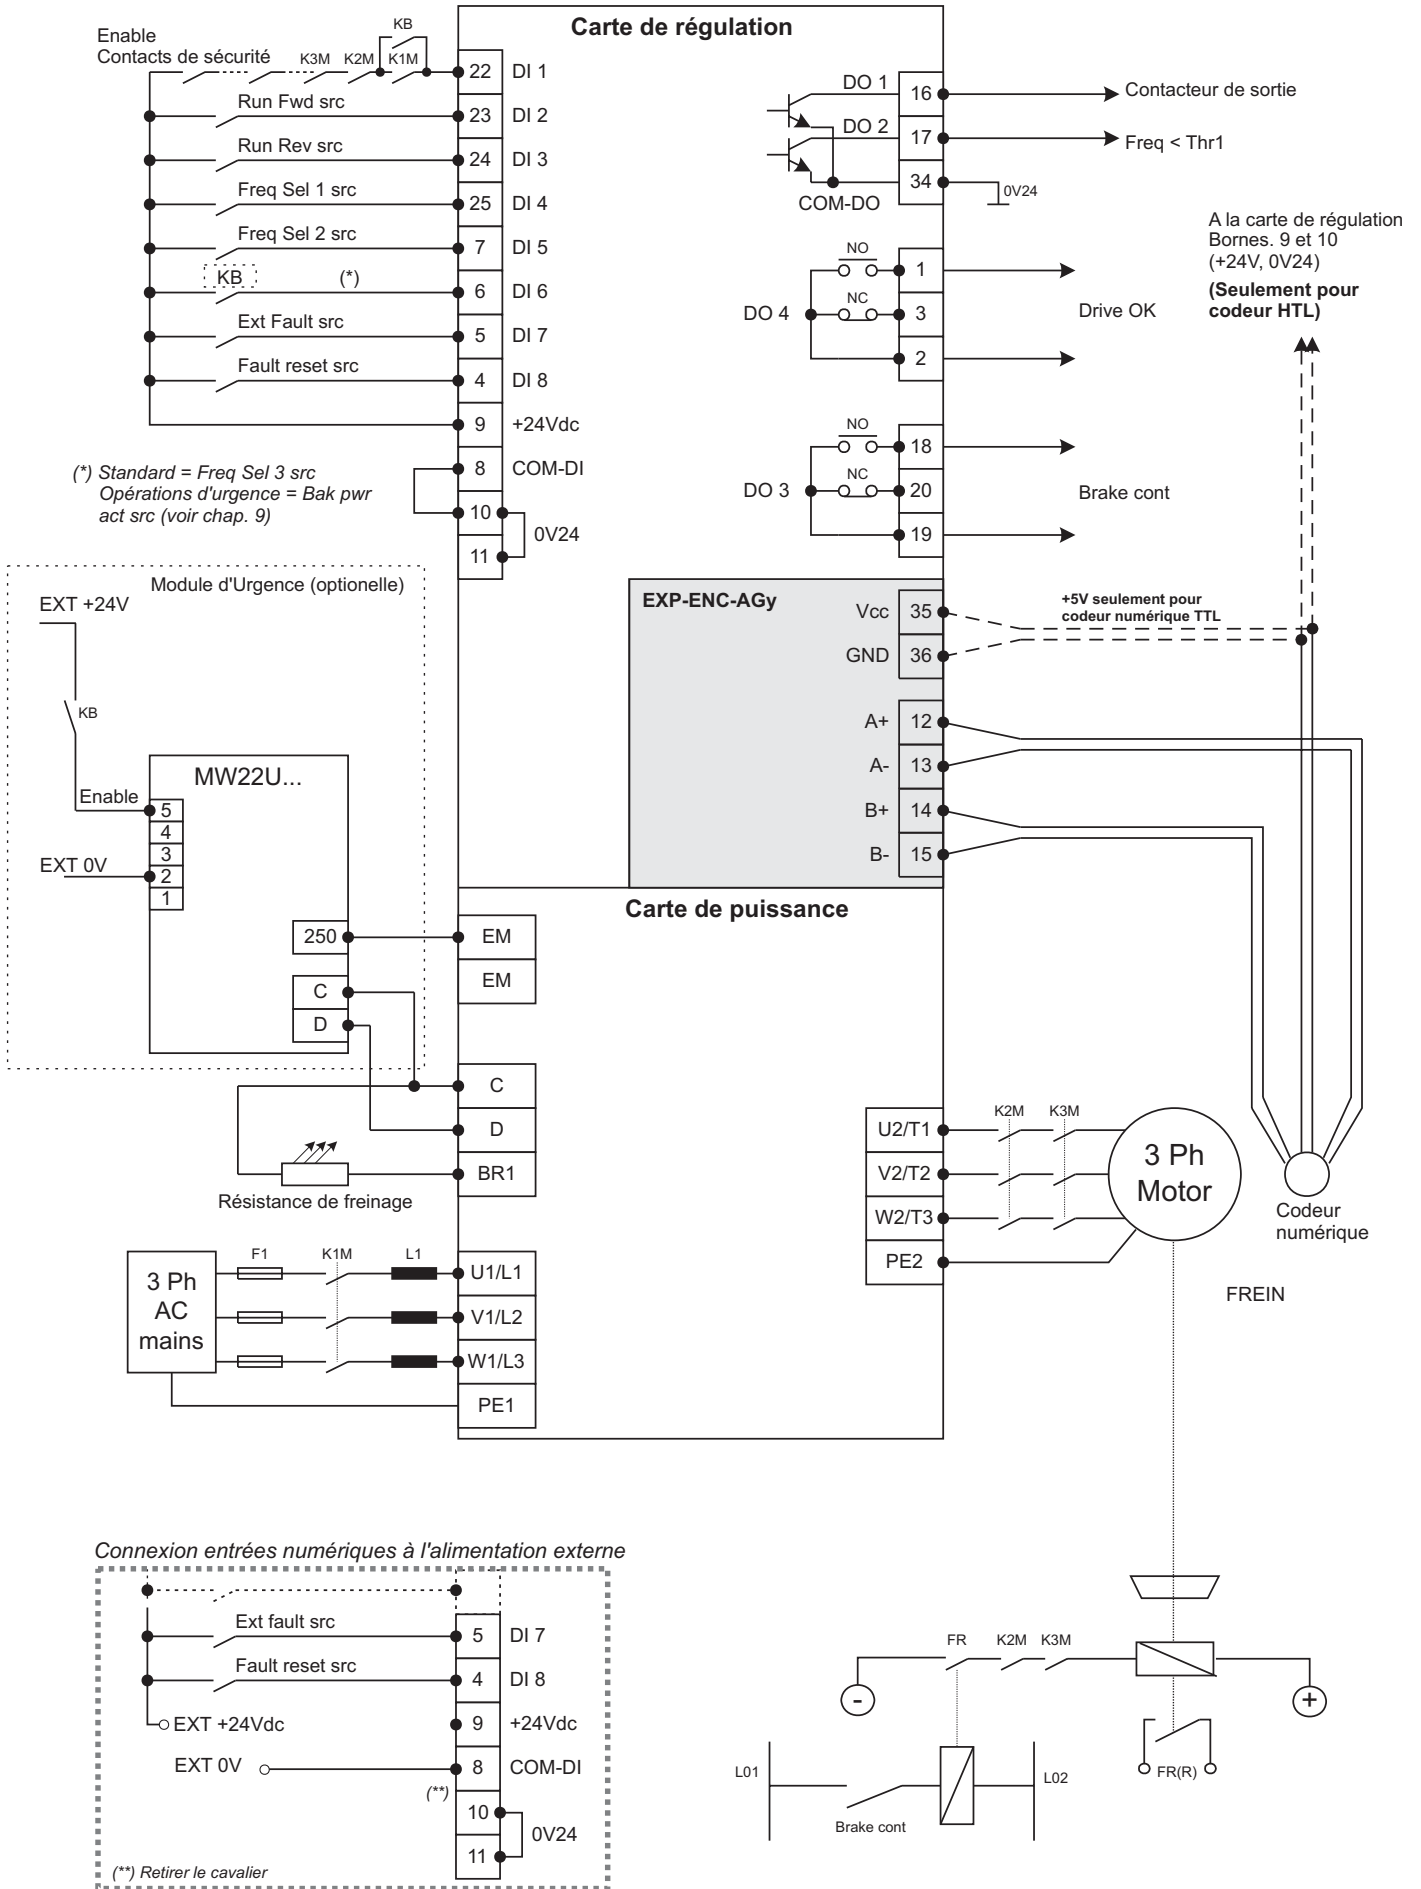 Carte de régulation
Enable
Contacts de sécurité
K3M K2M K1M
KB
22 DI 1
Run Fwd src
23 DI 2
Run Rev src
24 DI 3
Freq Sel 1 src
25 DI 4
Freq Sel 2 src
7 DI 5
KB (*)
6 DI 6
Ext Fault src
5 DI 7
Fault reset src
4 DI 8
9 +24Vdc
8 COM-DI
10
0V24
11
(*) Standard = Freq Sel 3 src
Opérations d'urgence = Bak pwr
act src (voir chap. 9)
DO 1
16
Contacteur de sortie
DO 2
17
Freq < Thr1
34
COM-DO
0V24
NO
1
NC
DO 4
3
Drive OK
2
NO
18
NC
DO 3
20
Brake cont
19
A la carte de régulation
Bornes. 9 et 10
(+24V, 0V24)
(Seulement pour
codeur HTL)
EXP-ENC-AGy
Vcc 35
GND 36
+5V seulement pour
codeur numérique TTL
A+ 12
A- 13
B+ 14
B- 15
Module d'Urgence (optionelle)
EXT +24V
KB
MW22U...
Enable
5
4
3
EXT 0V
2
1
250
C
D
Carte de puissance
EM
EM
C
D
BR1
Résistance de freinage
3 Ph
AC
mains
F1 K1M L1
U1/L1
V1/L2
W1/L3
PE1
U2/T1
V2/T2
W2/T3
PE2
K2M K3M
3 Ph
Motor
Codeur
numérique
FREIN
Connexion entrées numériques à l'alimentation externe
Ext fault src
5 DI 7
Fault reset src
4 DI 8
EXT +24Vdc
9 +24Vdc
EXT 0V
8 COM-DI
(**)
10
0V24
11
(**) Retirer le cavalier
FR K2M K3M
-
+
FR(R)
L01
L02
Brake cont